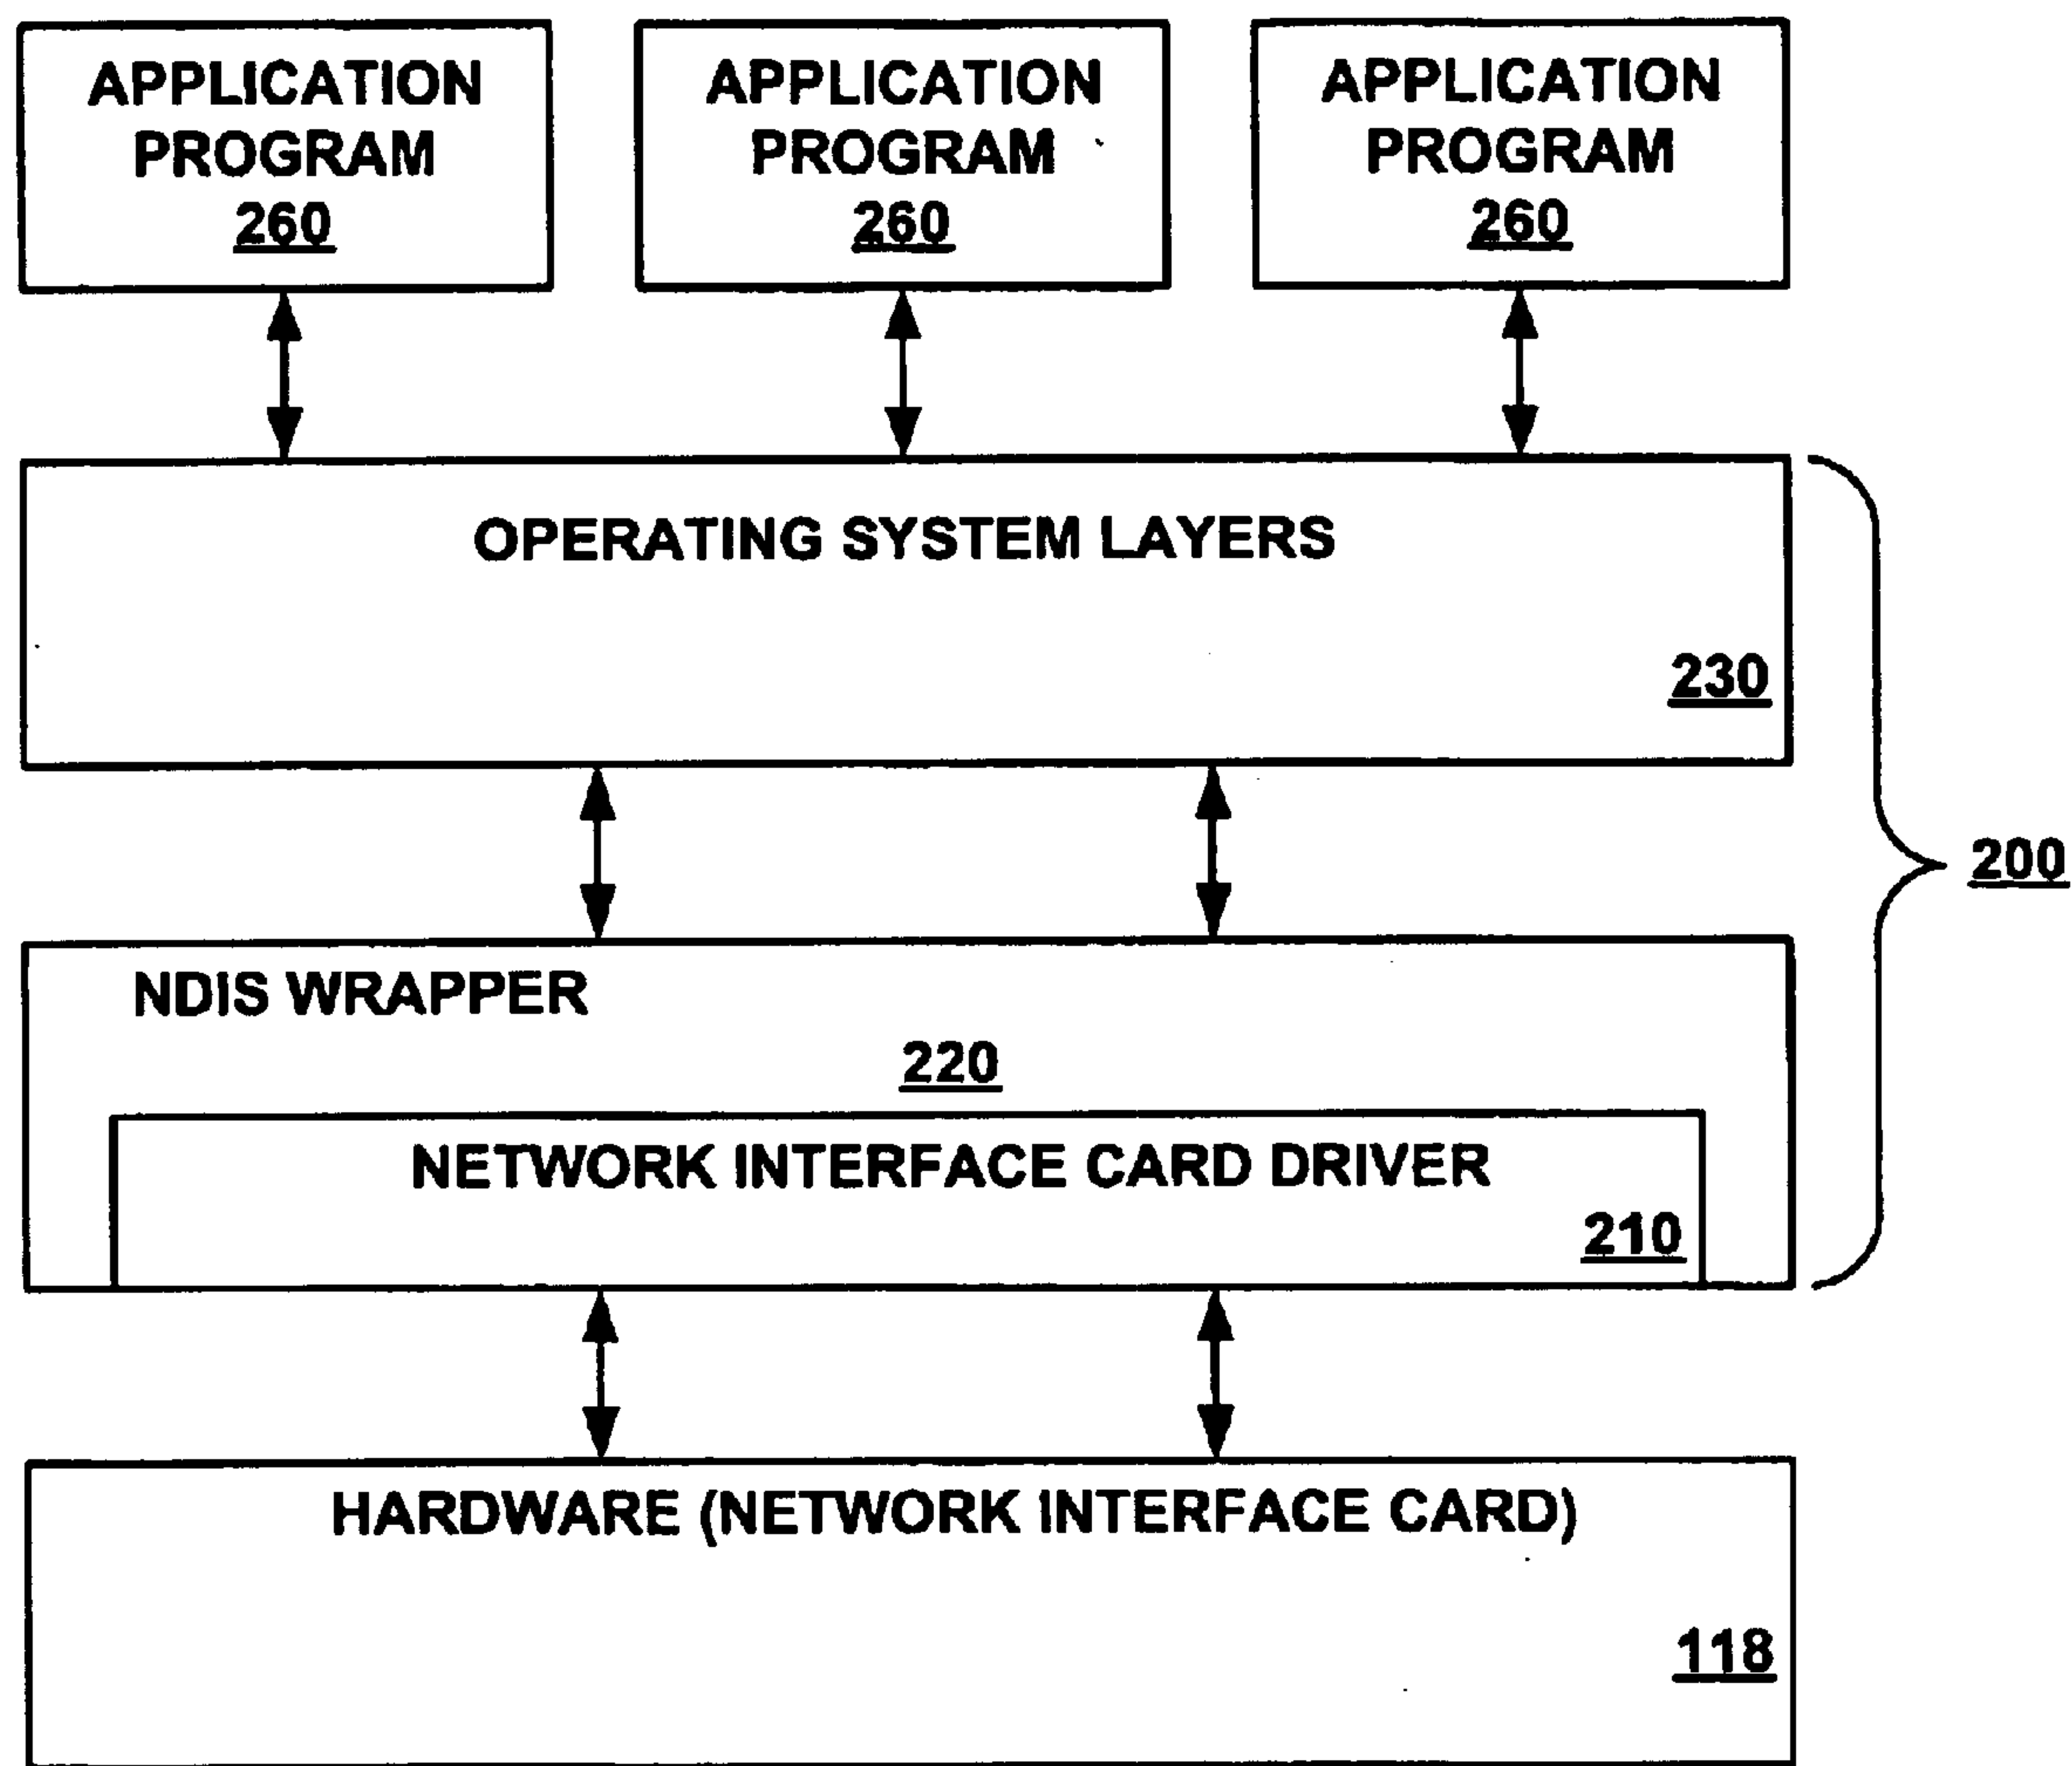 APPLICATION
PROGRAM
260
APPLICATION
PROGRAM
260
APPLICATION
PROGRAM
260
OPERATING SYSTEM LAYERS
230
200
NDIS WRAPPER
220
NETWORK INTERFACE CARD DRIVER
210
HARDWARE (NETWORK INTERFACE CARD)
118